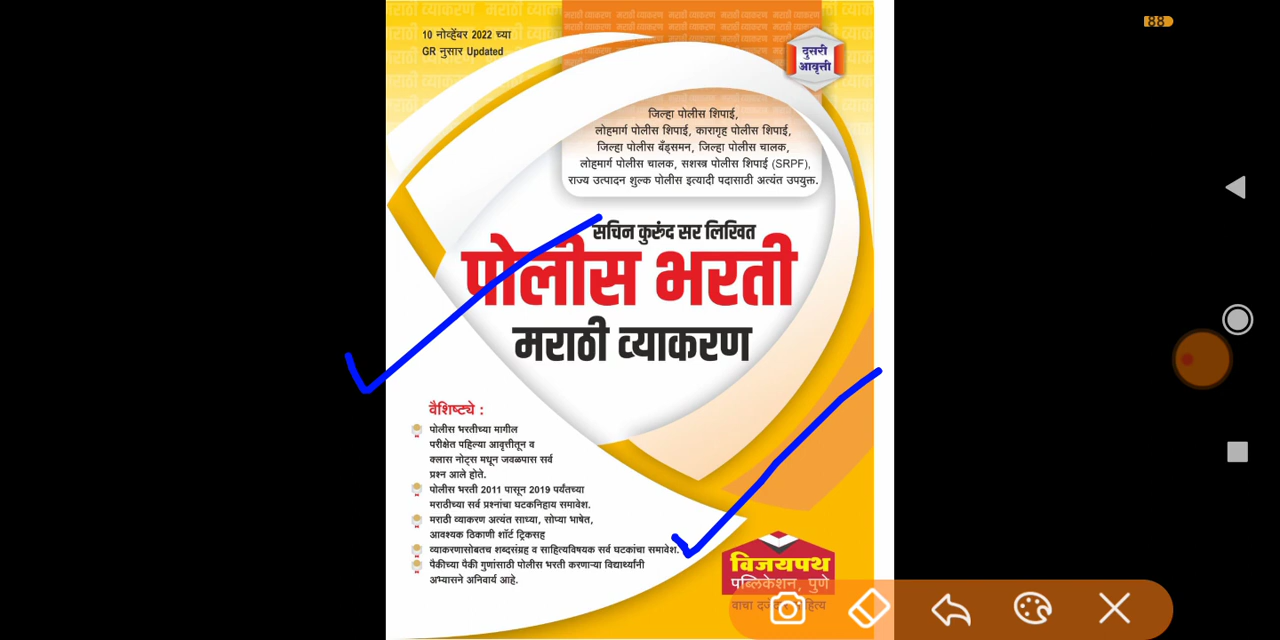 10 नोव्हेंबर 2022 च्या
GR नुसार Updated
दुसरी
आवृत्ती
जिल्हा पोलीस शिपाई,
लोहमार्ग पोलीस शिपाई, कारागृह पोलीस शिपाई,
जिल्हा पोलीस बँड्समन, जिल्हा पोलीस चालक,
लोहमार्ग पोलीस चालक, सशस्त्र पोलीस शिपाई (SRPF),
राज्य उत्पादन शुल्क पोलीस इत्यादी पदासाठी अत्यंत उपयुक्त.
सचिन कुरुंद सर लिखित
पोलीस भरती
मराठी व्याकरण
वैशिष्ट्ये :
पोलीस भरतीच्या मागील
परीक्षेत पहिल्या आवृत्तीतून व
क्लास नोट्स मधून जवळपास सर्व
प्रश्न आले होते.
पोलीस भरती 2011 पासून 2019 पर्यंतच्या
मराठीच्या सर्व प्रश्नांचा घटकनिहाय समावेश.
मराठी व्याकरण अत्यंत साध्या, सोप्या भाषेत,
आवश्यक ठिकाणी शॉर्ट ट्रिकसह
व्याकरणासोबतच शब्दसंग्रह व साहित्यविषयक सर्व घटकांचा समावेश.
पैकीच्या पैकी गुणांसाठी पोलीस भरती करणाऱ्या विद्यार्थ्यांनी
अभ्यासने अनिवार्य आहे.
विजयपथ
पब्लिकेशन, पुणे
वाचा
88